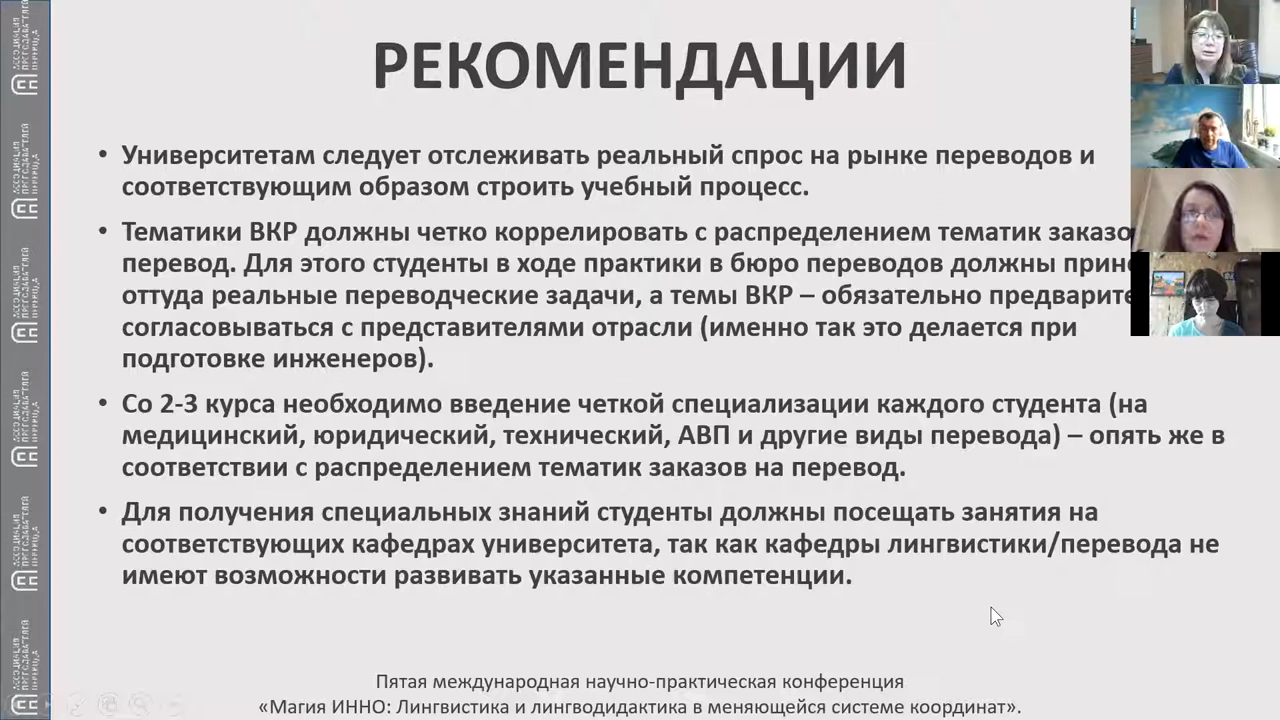 РЕКОМЕНДАЦИИ
• Университетам следует отслеживать реальный спрос на рынке переводов и
соответствующим образом строить учебный процесс.
• Тематики ВКР должны четко коррелировать с распределением тематик
перевод. Для этого студенты в ходе практики в бюро переводов должны
оттуда реальные переводческие задачи, а темы ВКР – обязательно
согласовываться с представителями отрасли (именно так это делается при
подготовке инженеров).
• Со 2-3 курса необходимо введение четкой специализации каждого студента (на
медицинский, юридический, технический, АВП и другие виды перевода) – опять же в
соответствии с распределением тематик заказов на перевод.
• Для получения специальных знаний студенты должны посещать занятия на
соответствующих кафедрах университета, так как кафедры лингвистики/перевода не
имеют возможности развивать указанные компетенции.
Пятая международная научно-практическая конференция
«Магия ИННО: Лингвистика и лингводидактика в меняющейся системе координат».
АССОЦИАЦИЯ
ПРЕПОДАВАТЕЛЕЙ
ПЕРЕВОДА